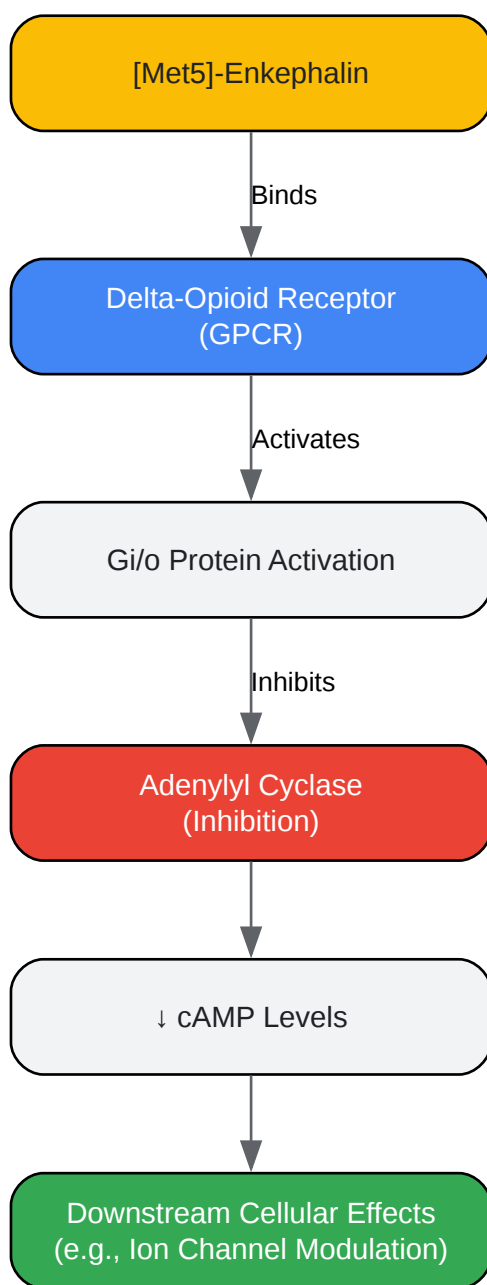 [Met5]-Enkephalin
Binds
Delta-Opioid Receptor
(GPCR)
Activates
Gi/o Protein Activation
Inhibits
Adenylyl Cyclase
(Inhibition)
↓ cAMP Levels
Downstream Cellular Effects
(e.g., Ion Channel Modulation)